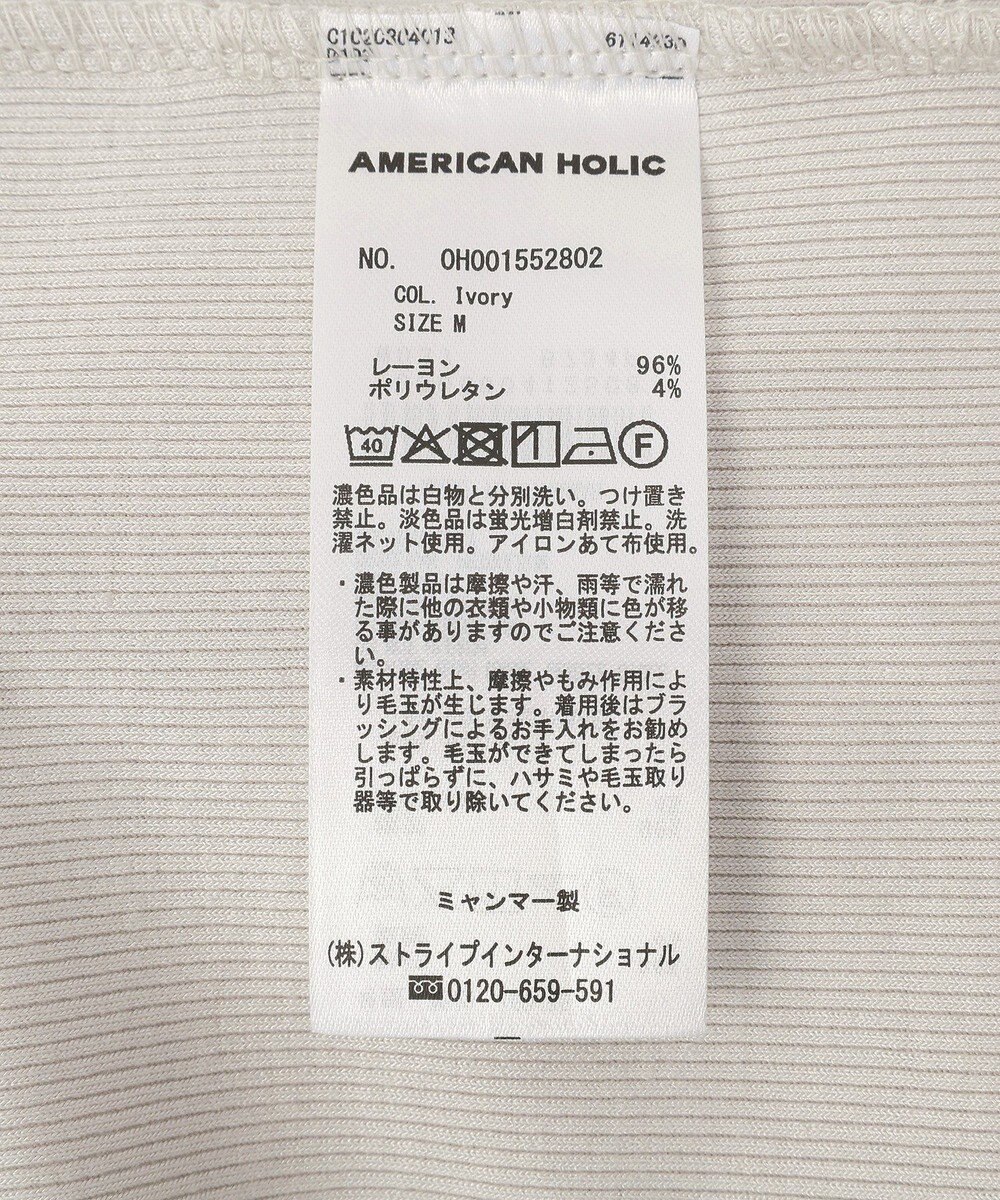 C1020304013
AMERICAN HOLIC
NO. OH001552802
COL. Ivory
SIZE M
レーヨン 96%
ポリウレタン 4%
40 F
濃色品は白物と分別洗い。つけ置き
禁止。淡色品は蛍光増白剤禁止。洗
濯ネット使用。アイロンあて布使用。
・濃色製品は摩擦や汗、雨等で濡れ
た際に他の衣類や小物類に色が移
る事がありますのでご注意くださ
い。
・素材特性上、摩擦やもみ作用によ
り毛玉が生じます。着用後はブラ
ッシングによるお手入れをお勧め
します。毛玉ができてしまったら
引っぱらずに、ハサミや毛玉取り
器等で取り除いてください。
ミャンマー製
(株)ストライプインターナショナル
0120-659-591